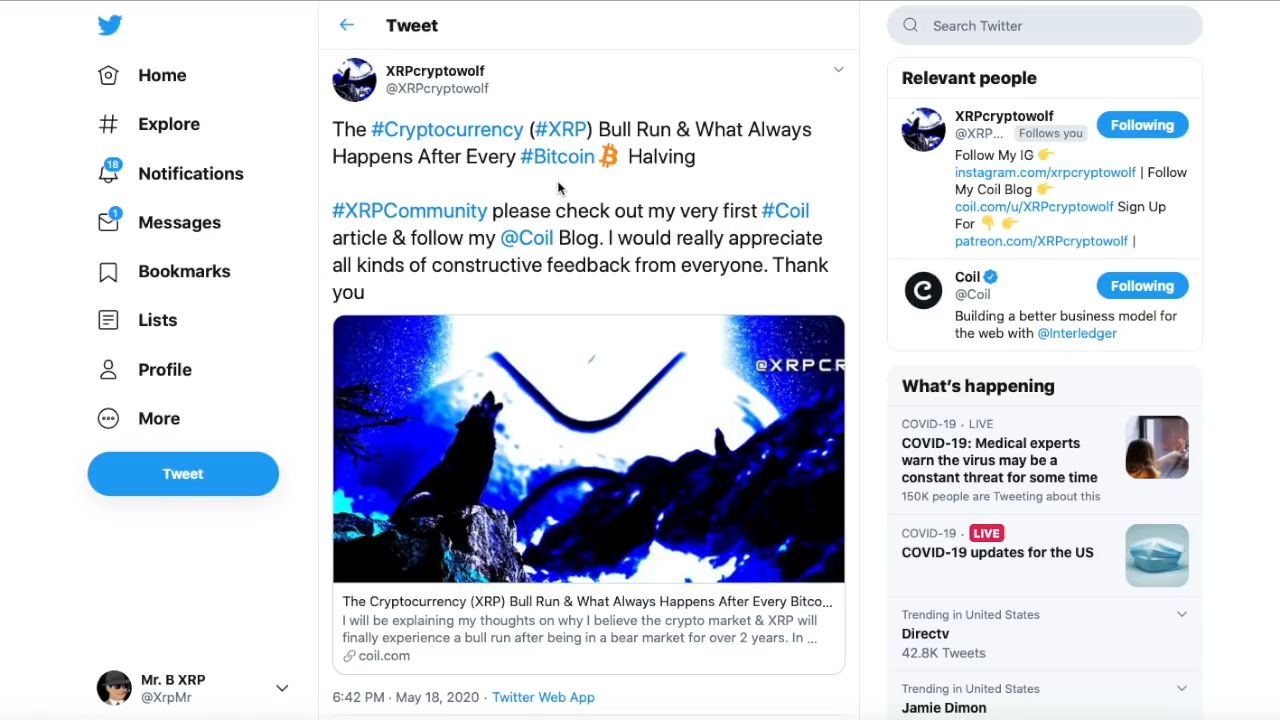 Home
Explore
18
Notifications
1
Messages
Bookmarks
Lists
Profile
More
Tweet
Mr. B XRP
@XrpMr
Tweet
XRPcryptowolf
@XRPcryptowolf
The #Cryptocurrency (#XRP) Bull Run & What Always
Happens After Every #Bitcoin Halving
#XRPCommunity please check out my very first #Coil
article & follow my @Coil Blog. I would really appreciate
all kinds of constructive feedback from everyone. Thank
you
@XRPCR
The Cryptocurrency (XRP) Bull Run & What Always Happens After Every Bitco...
I will be explaining my thoughts on why I believe the crypto market & XRP will
finally experience a bull run after being in a bear market for over 2 years. In ...
coil.com
6:42 PM · May 18, 2020 · Twitter Web App
Search Twitter
Relevant people
XRPcryptowolf
@XRP... Follows you
Following
Follow My IG 👉
instagram.com/xrpcryptowolf | Follow
My Coil Blog 👉
coil.com/u/XRPcryptowolf Sign Up
For 👇 👉
patreon.com/XRPcryptowolf |
Coil
@Coil
Following
Building a better business model for
the web with @Interledger
What's happening
COVID-19 · LIVE
COVID-19: Medical experts
warn the virus may be a
constant threat for some time
150K people are Tweeting about this
COVID-19 · LIVE
COVID-19 updates for the US
Trending in United States
Directv
42.8K Tweets
Trending in United States
Jamie Dimon